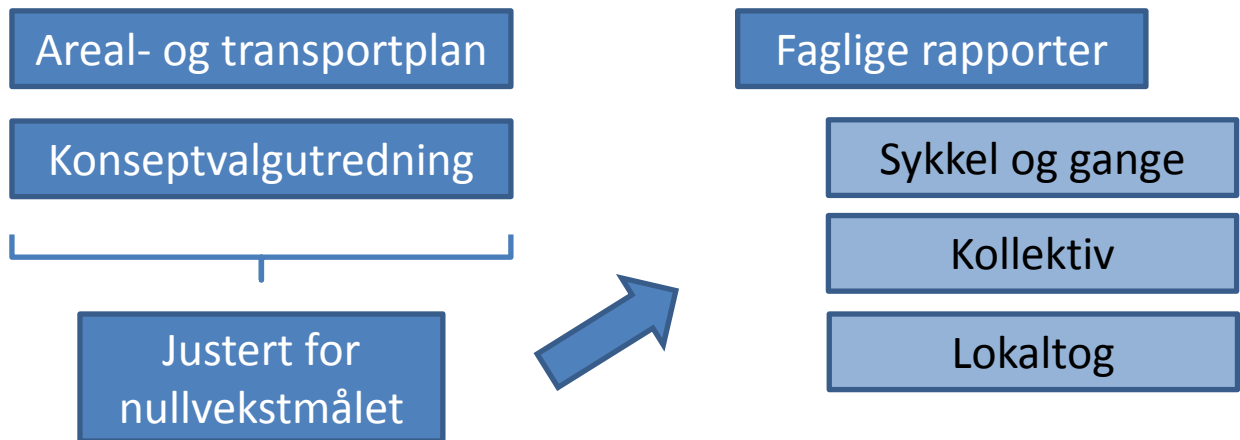 Areal- og transportplan
Konseptvalgutredning
Justert for
nullvekstmålet
Faglige rapporter
Sykkel og gange
Kollektiv
Lokaltog